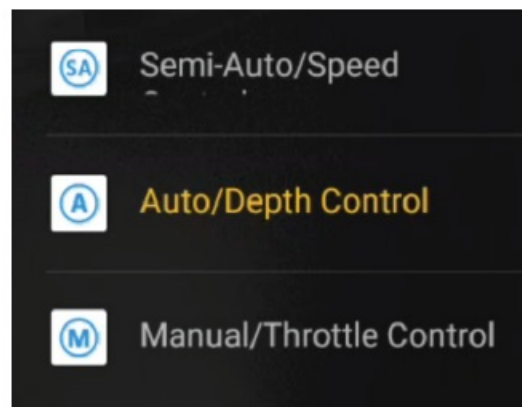 SA
Semi-Auto/Speed
A
Auto/Depth Control
M
Manual/Throttle Control